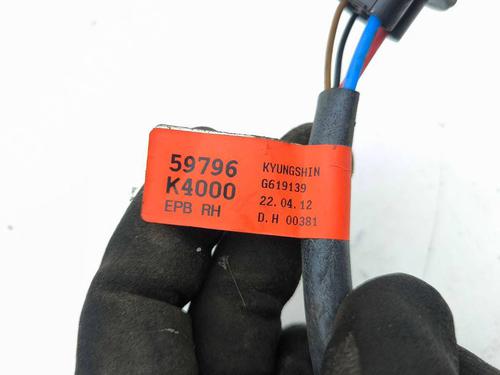 59796
K4000
EPB RH
KYUNGSHIN
G619139
22.04.12
D.H 00381